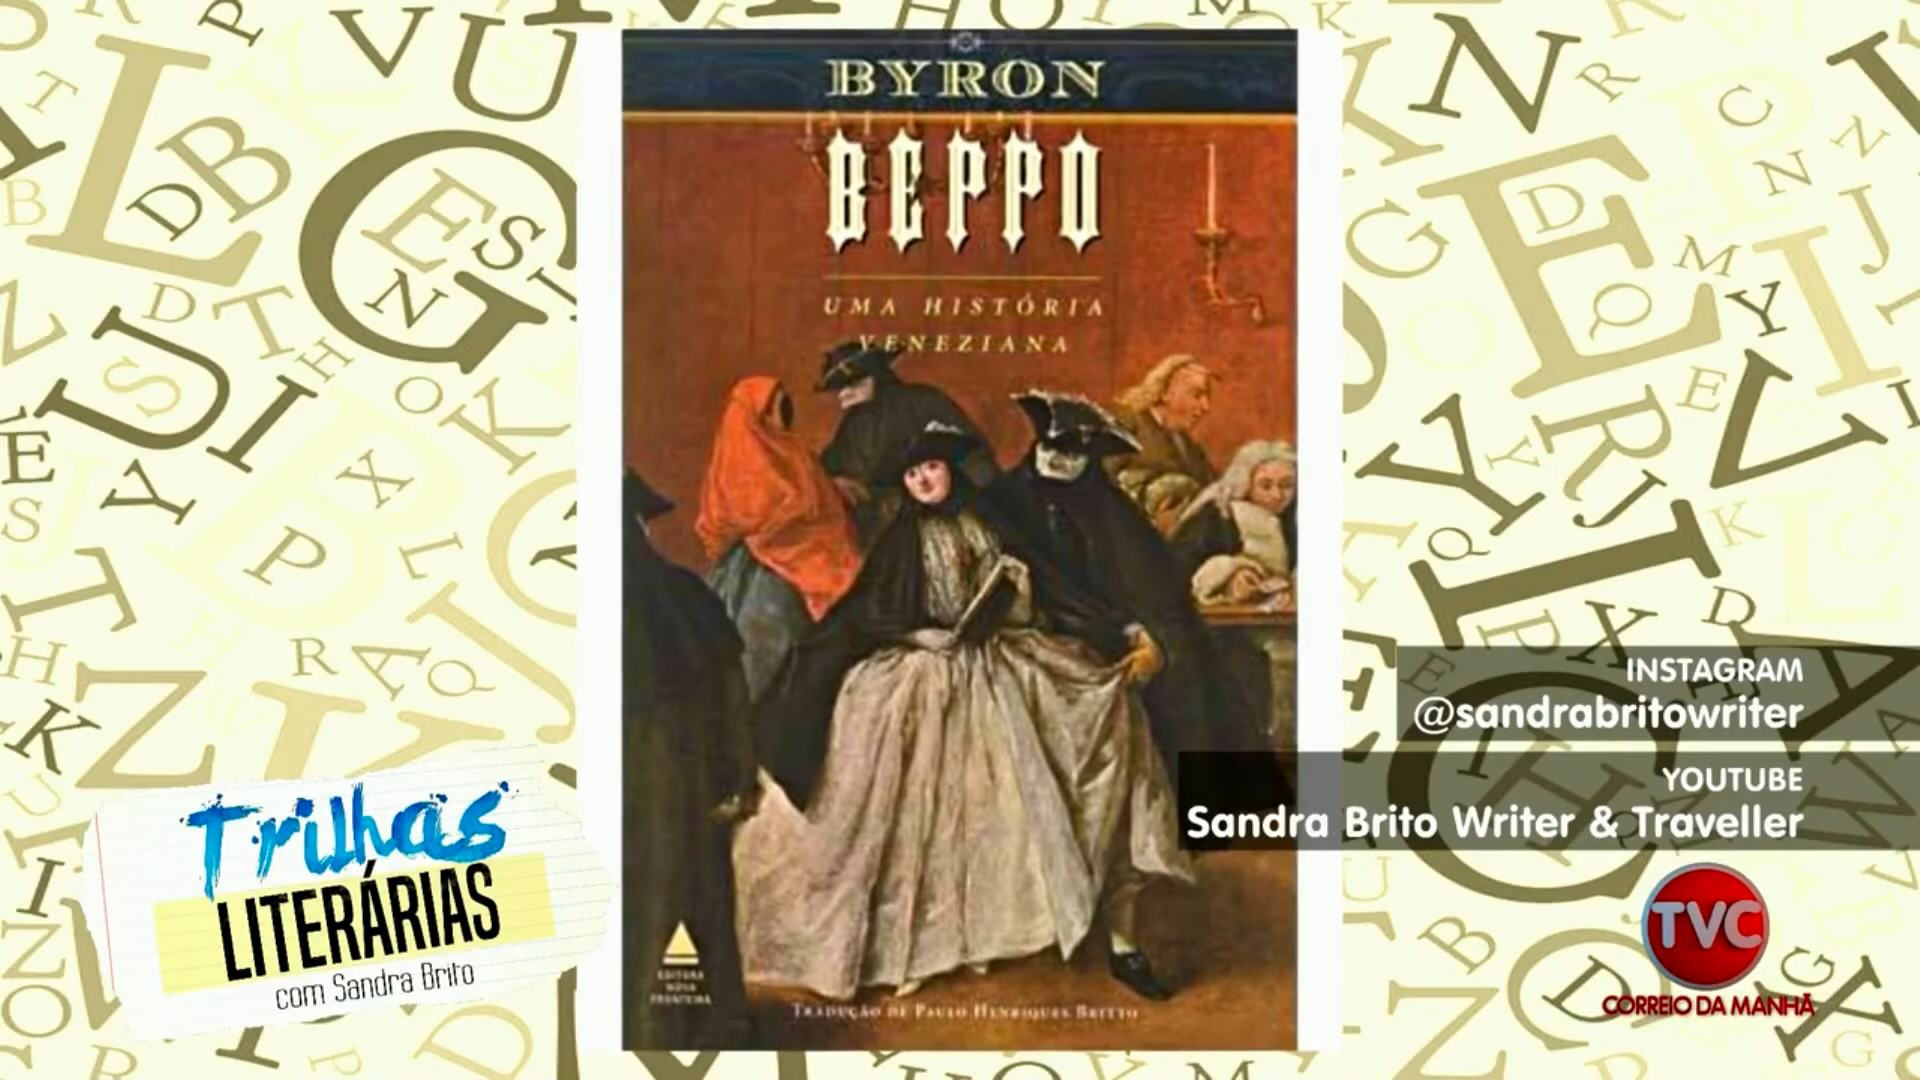 BYRON
BEPPO
UMA HISTÓRIA
VENEZIANA
EDITORA
NOVA
FRONTEIRA
TRADUÇÃO DE PAULO HENRIQUES BRITTO
INSTAGRAM
@sandrabritowriter
YOUTUBE
Sandra Brito Writer & Traveller
Trilhas
LITERÁRIAS
com Sandra Brito
TVC
CORREIO DA MANHÃ